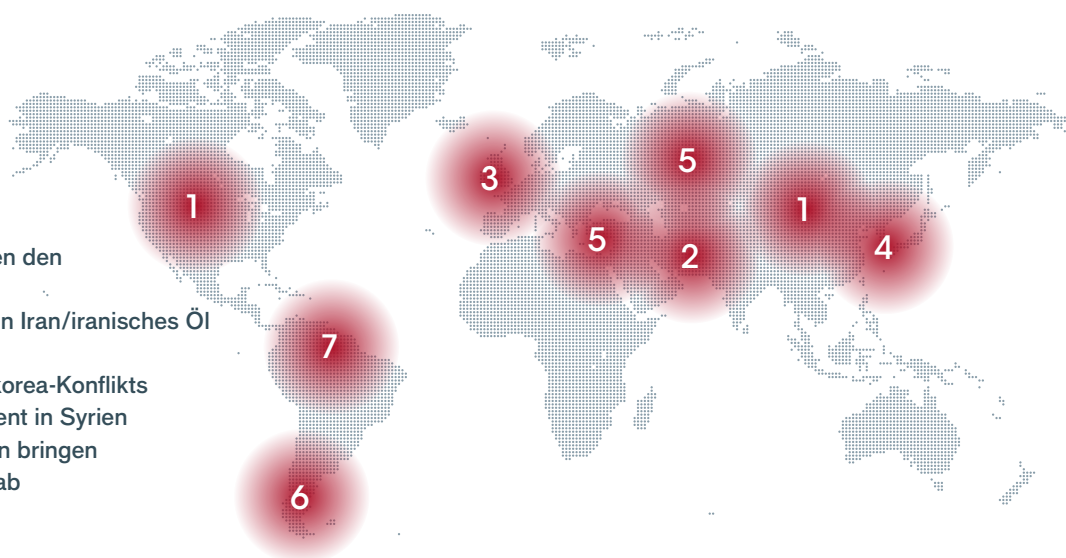 en den
n Iran/iranisches Öl
korea-Konflikts
ent in Syrien
n bringen
ab
1
3
5
5
2
1
4
7
6